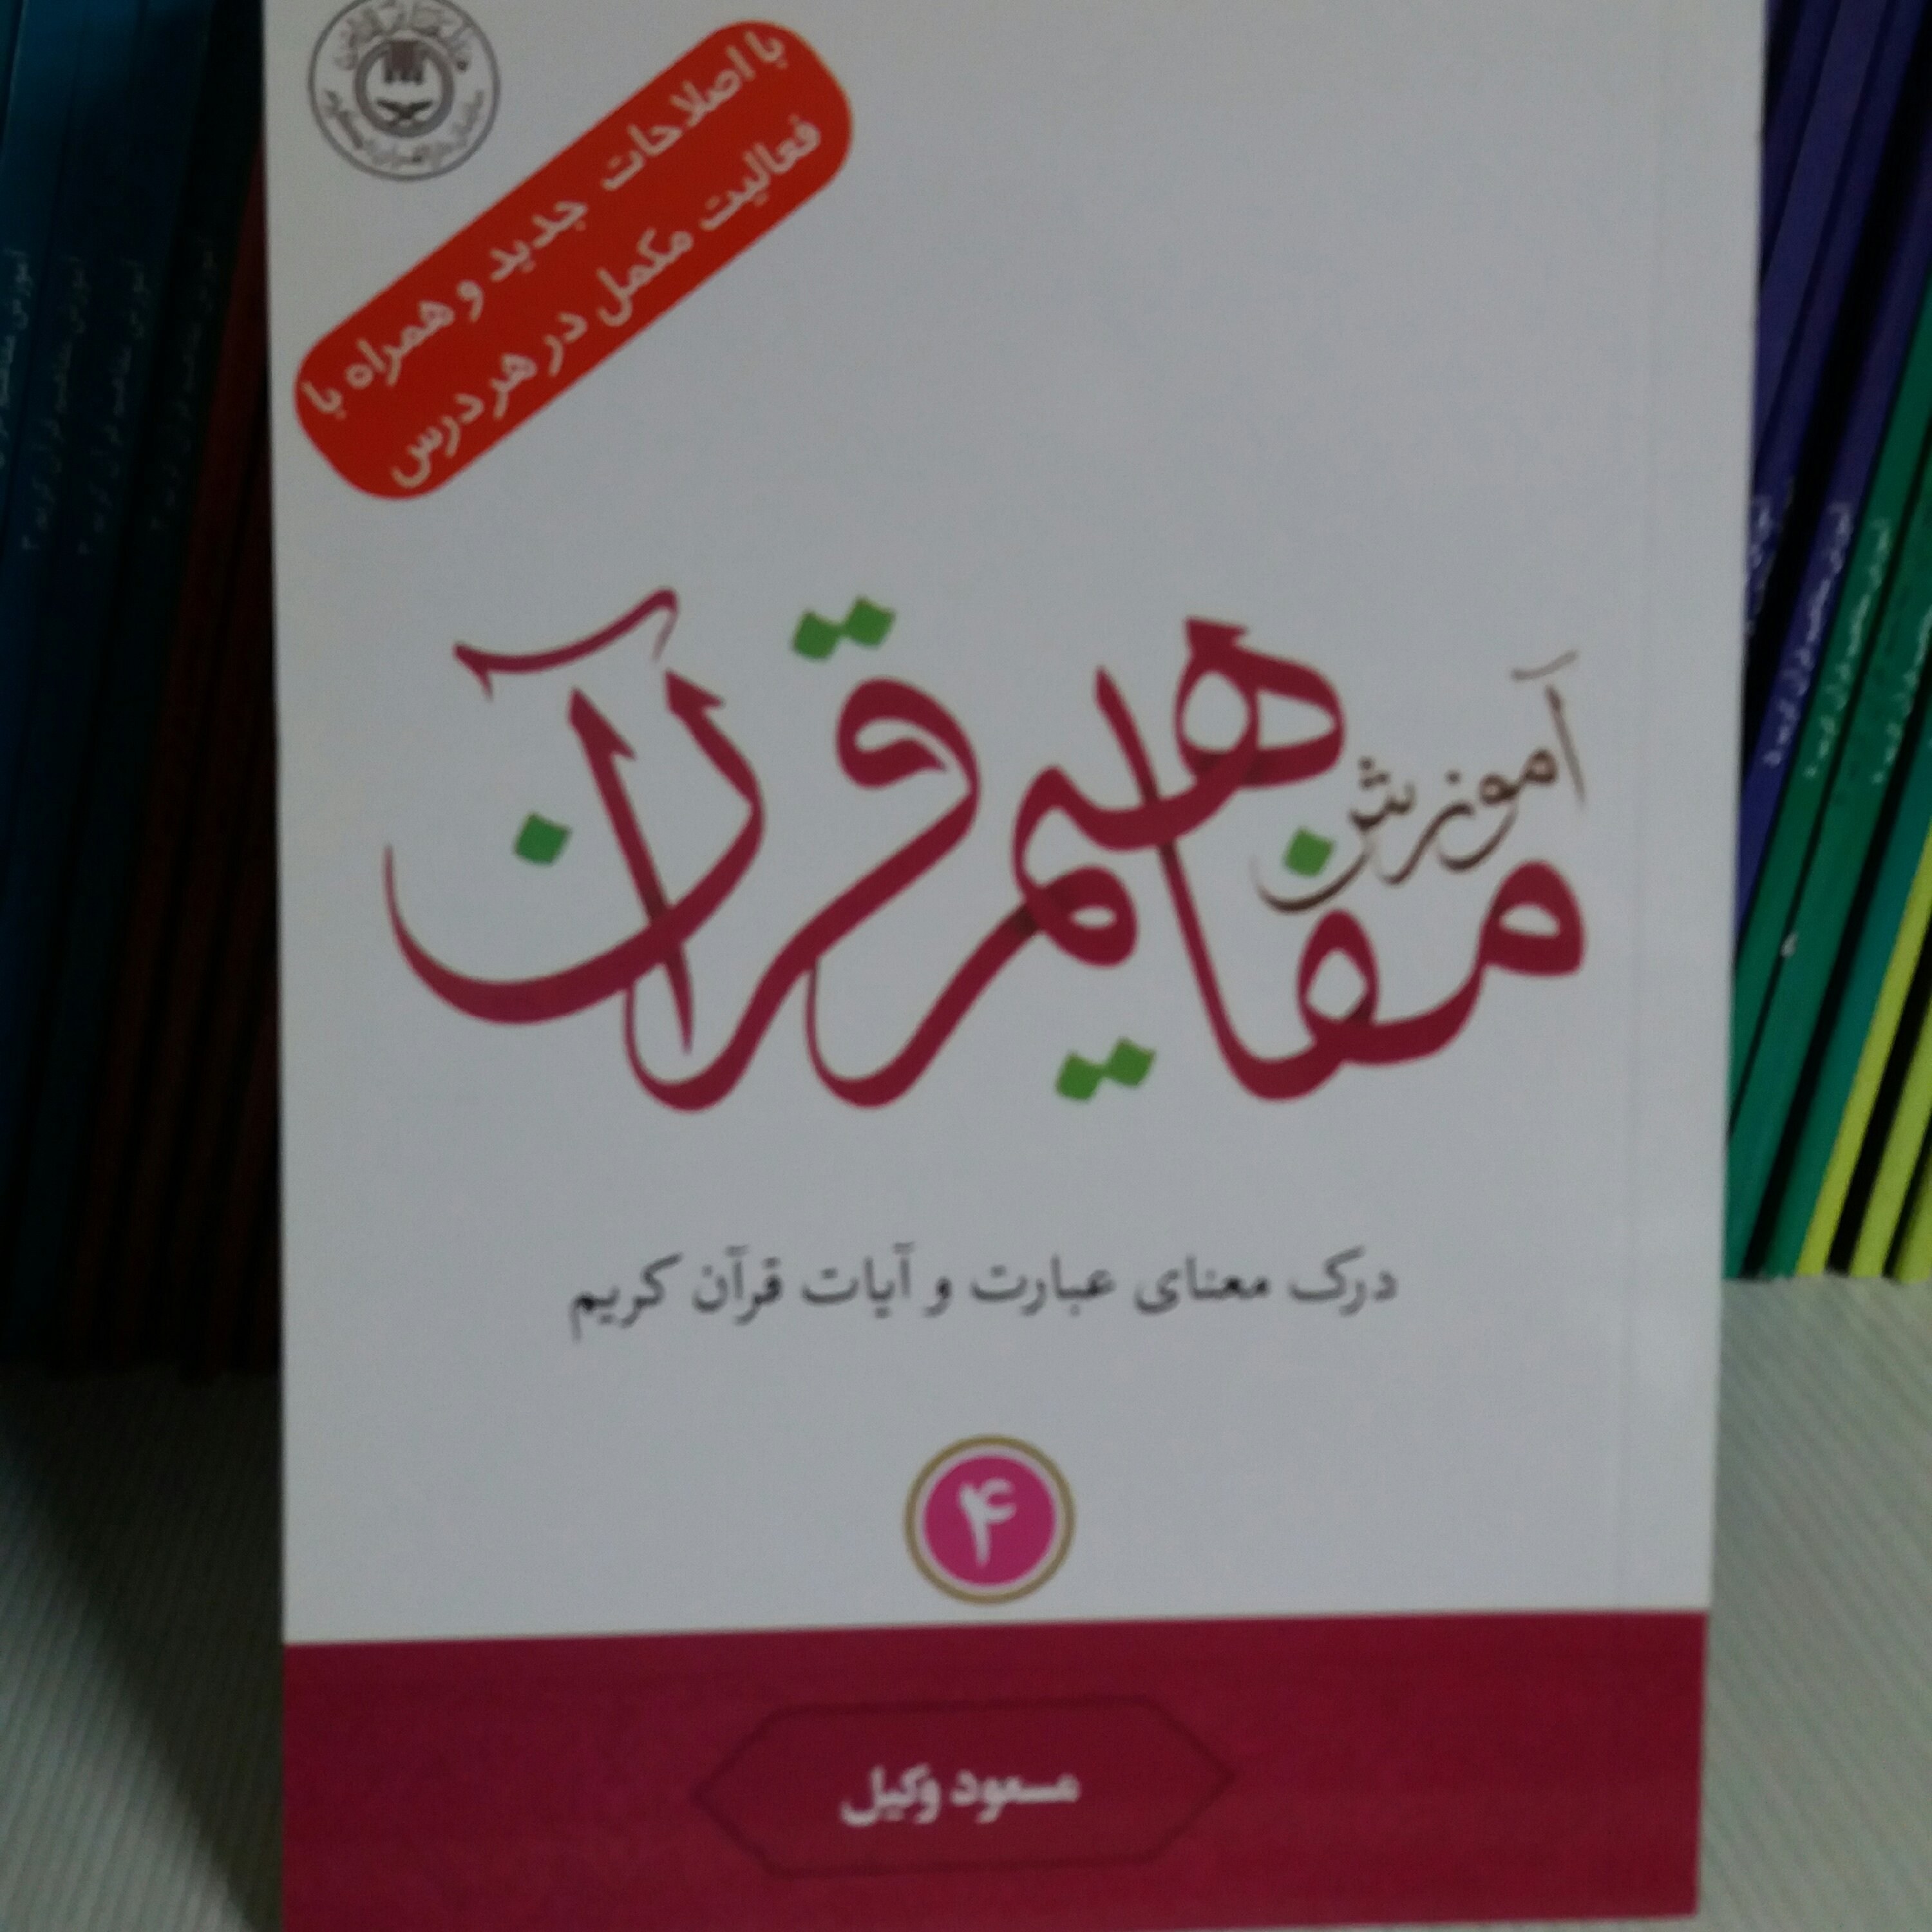 با اصلاحات جدید و همراه با
فعالیت مکمل در هر درس
آموزش
مفاهیم قرآن
درک معنای عبارت و آیات قرآن کریم
۴
مسعود وکیل